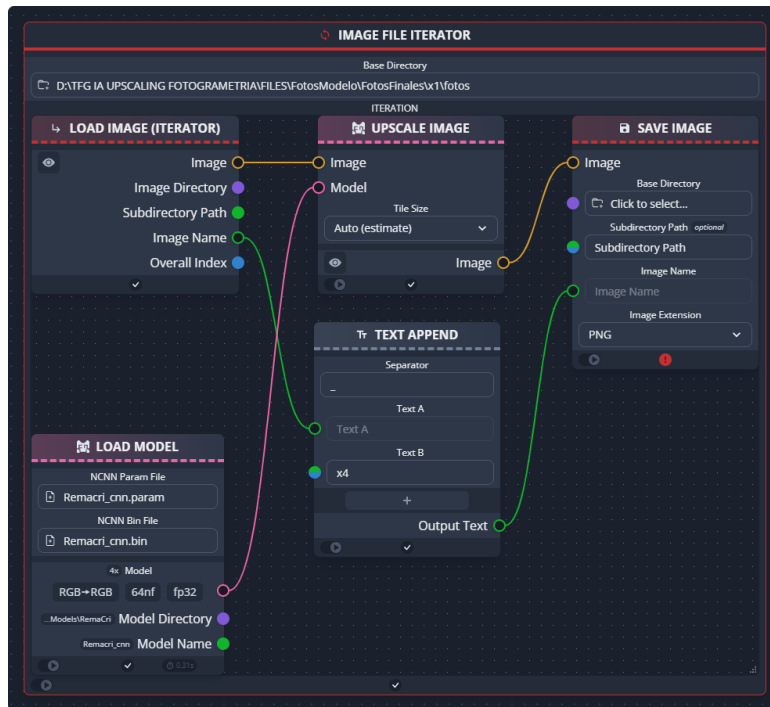 IMAGE FILE ITERATOR
Base Directory
D:\TFG IA UPSCALING FOTOGRAMETRIA\FILES\FotosModelo\FotosFinales\x1\fotos
ITERATION
LOAD IMAGE (ITERATOR)
Image
Image Directory
Subdirectory Path
Image Name
Overall Index
UPSCALE IMAGE
Image
Model
Tile Size
Auto (estimate)
Image
SAVE IMAGE
Image
Base Directory
Click to select...
Subdirectory Path optional
Subdirectory Path
Image Name
Image Name
Image Extension
PNG
Tr TEXT APPEND
Separator
_
Text A
Text A
Text B
x4
+
Output Text
LOAD MODEL
NCNN Param File
Remacri_cnn.param
NCNN Bin File
Remacri_cnn.bin
4x Model
RGB→RGB 64nf fp32
...Models\RemaCri Model Directory
Remacri_cnn Model Name
0.31s